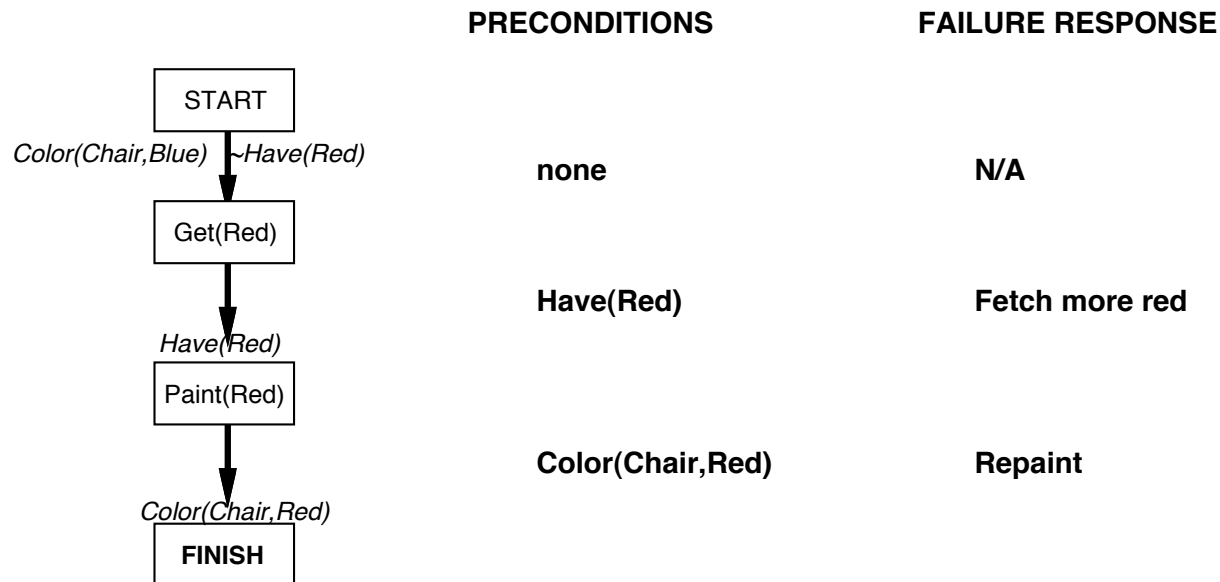 PRECONDITIONS FAILURE RESPONSE
START
Color(Chair,Blue) ~Have(Red)
none N/A
Get(Red)
Have(Red) Fetch more red
Have(Red)
Paint(Red)
Color(Chair,Red) Repaint
Color(Chair,Red)
FINISH